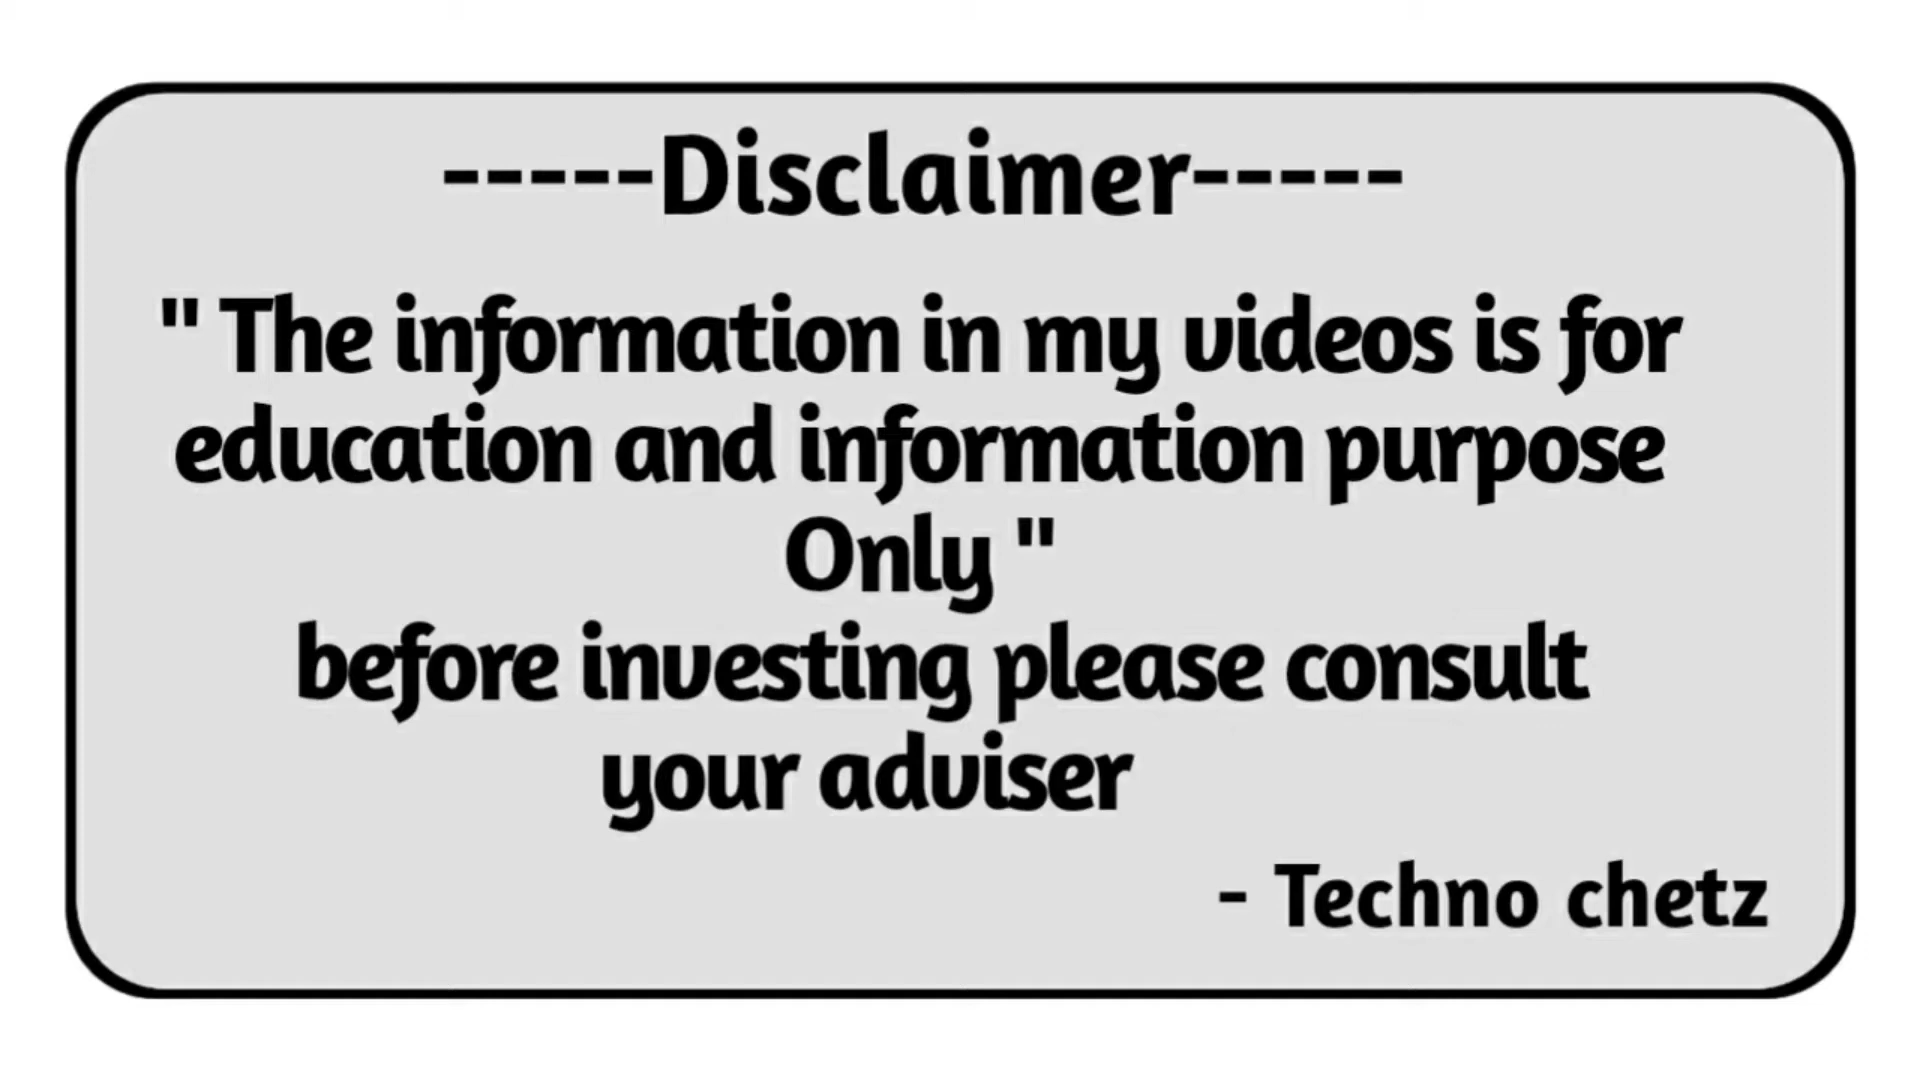 -----Disclaimer-----
" The information in my videos is for
education and information purpose
Only "
before investing please consult
your adviser
- Techno chetz